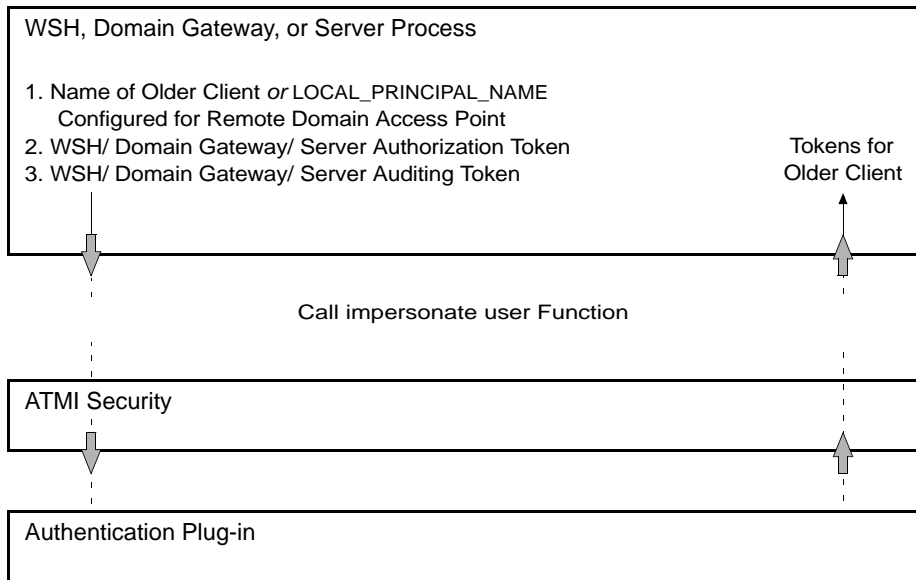 WSH, Domain Gateway, or Server Process
1. Name of Older Client or LOCAL_PRINCIPAL_NAME
Configured for Remote Domain Access Point
2. WSH/ Domain Gateway/ Server Authorization Token
3. WSH/ Domain Gateway/ Server Auditing Token
Tokens for
Older Client
Call impersonate user Function
ATMI Security
Authentication Plug-in